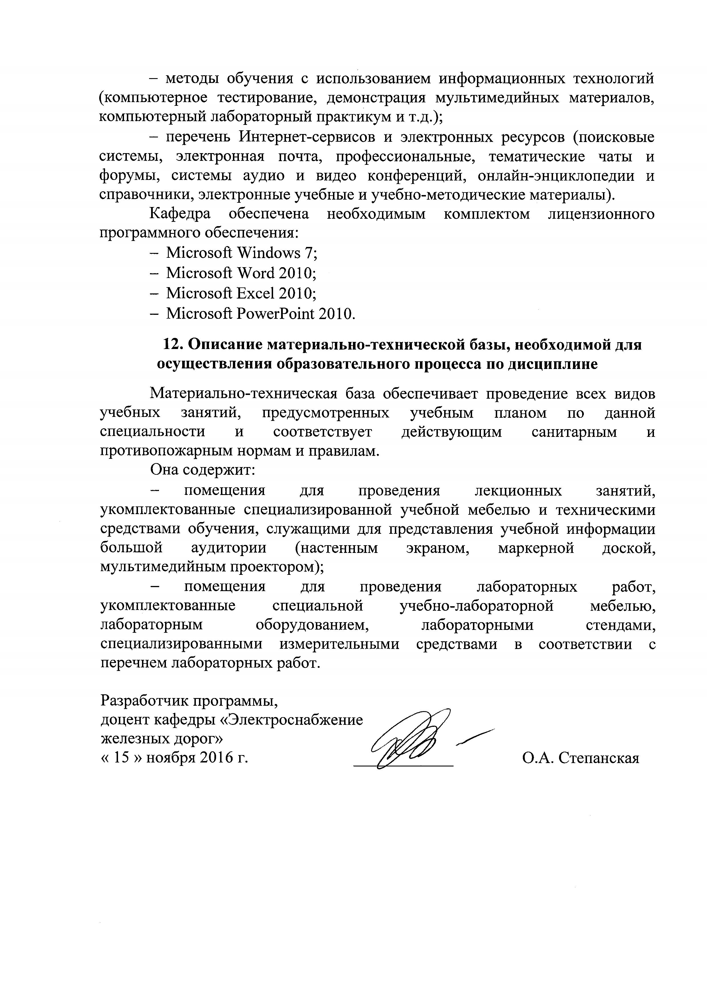 – методы обучения с использованием информационных технологий
(компьютерное тестирование, демонстрация мультимедийных материалов,
компьютерный лабораторный практикум и т.д.);
– перечень Интернет-сервисов и электронных ресурсов (поисковые
системы, электронная почта, профессиональные, тематические чаты и
форумы, системы аудио и видео конференций, онлайн-энциклопедии и
справочники, электронные учебные и учебно-методические материалы).
Кафедра обеспечена необходимым комплектом лицензионного
программного обеспечения:
– Microsoft Windows 7;
– Microsoft Word 2010;
– Microsoft Excel 2010;
– Microsoft PowerPoint 2010.
12. Описание материально-технической базы, необходимой для
осуществления образовательного процесса по дисциплине
Материально-техническая база обеспечивает проведение всех видов
учебных занятий, предусмотренных учебным планом по данной
специальности и соответствует действующим санитарным и
противопожарным нормам и правилам.
Она содержит:
– помещения для проведения лекционных занятий,
укомплектованные специализированной учебной мебелью и техническими
средствами обучения, служащими для представления учебной информации
большой аудитории (настенным экраном, маркерной доской,
мультимедийным проектором);
– помещения для проведения лабораторных работ,
укомплектованные специальной учебно-лабораторной мебелью,
лабораторным оборудованием, лабораторными стендами,
специализированными измерительными средствами в соответствии с
перечнем лабораторных работ.
Разработчик программы,
доцент кафедры «Электроснабжение
железных дорог»
« 15 » ноября 2016 г. О.А. Степанская